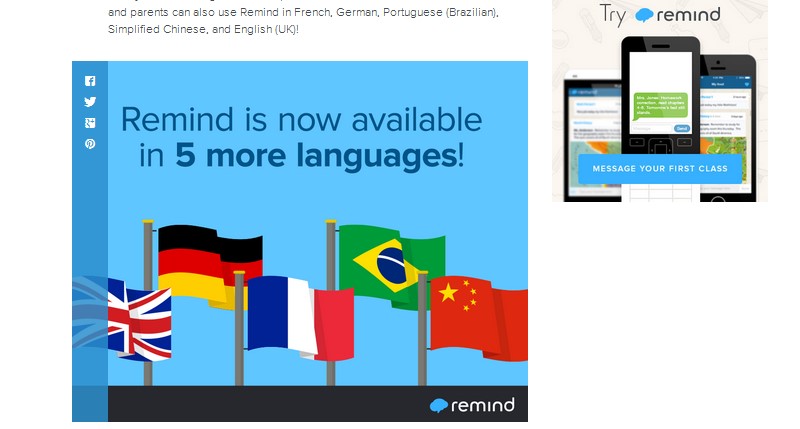 and parents can also use Remind in French, German, Portuguese (Brazilian),
Simplified Chinese, and English (UK)!
Remind is now available
in 5 more languages!
remind
Try remind
MESSAGE YOUR FIRST CLASS
Send